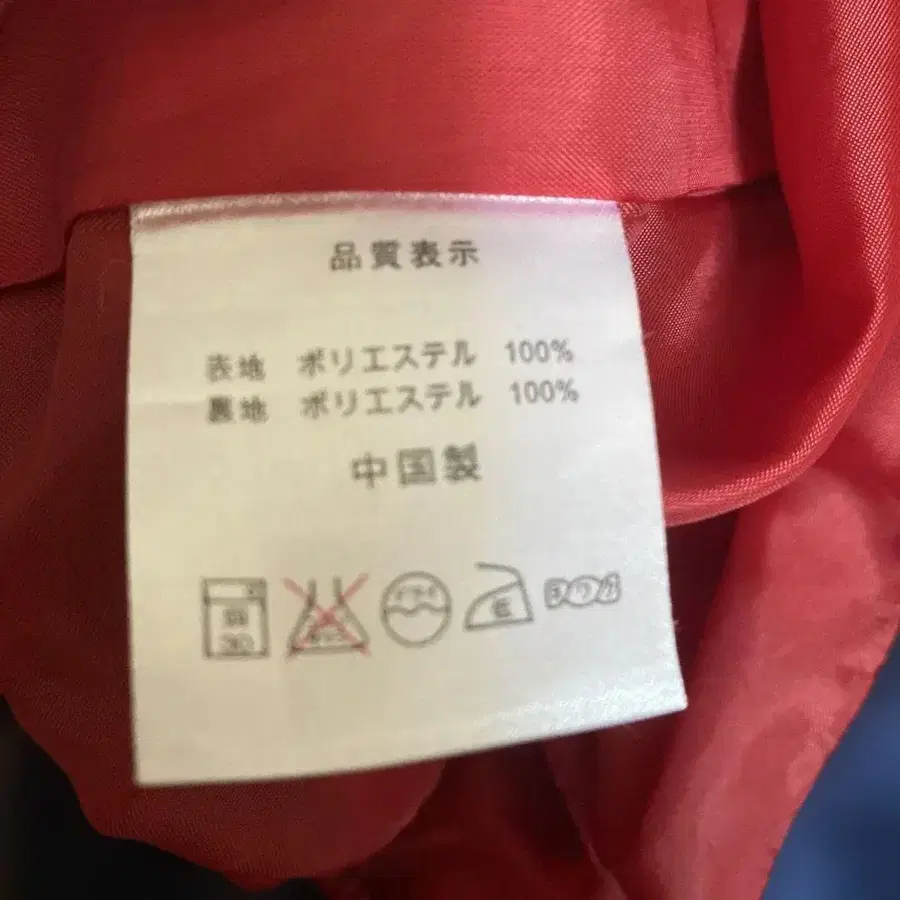 品質表示
表地 ポリエステル 100%
裏地 ポリエステル 100%
中国製